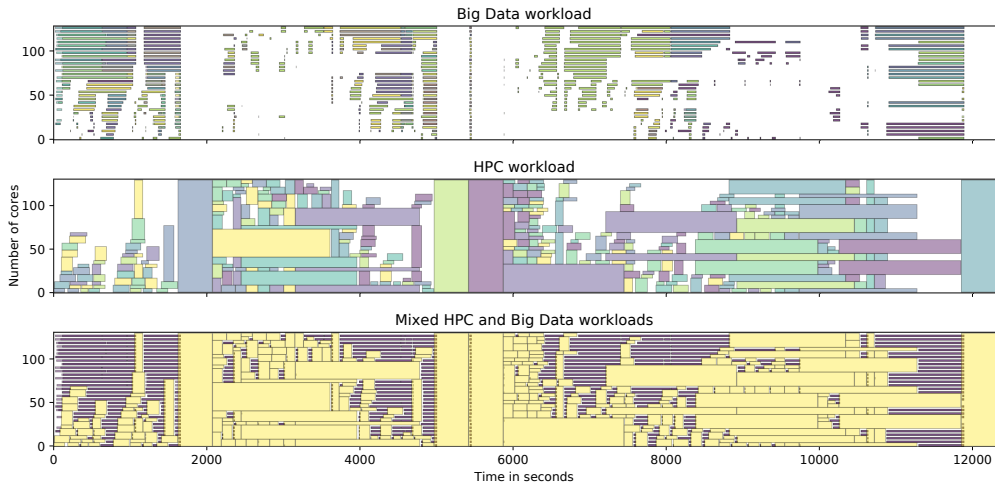 Big Data workload
100
50
0
HPC workload
100
50
0
Number of cores
Mixed HPC and Big Data workloads
100
50
0
0 2000 4000 6000 8000 10000 12000
Time in seconds